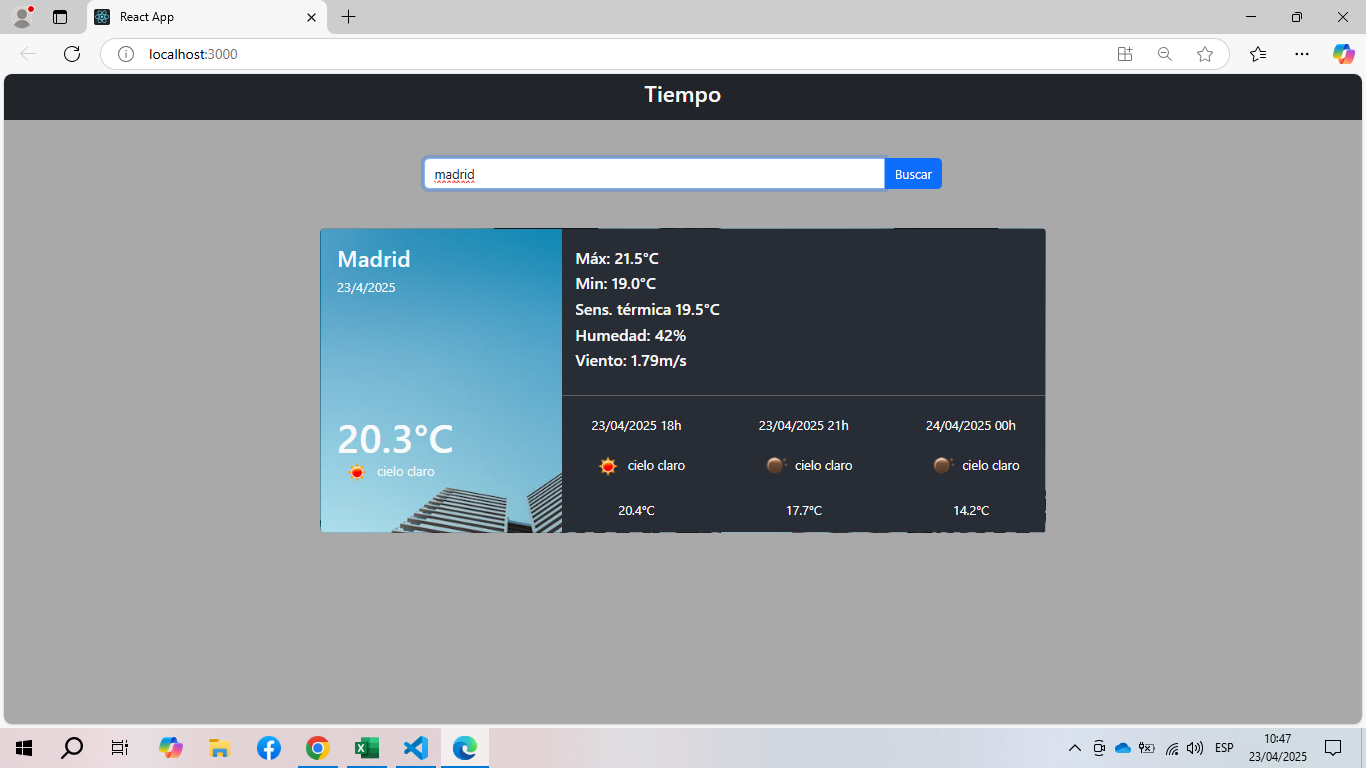 React App
localhost:3000
Tiempo
madrid
Buscar
Madrid
23/4/2025
20.3°C
cielo claro
Máx: 21.5°C
Min: 19.0°C
Sens. térmica 19.5°C
Humedad: 42%
Viento: 1.79m/s
23/04/2025 18h 23/04/2025 21h 24/04/2025 00h
cielo claro cielo claro cielo claro
20.4°C 17.7°C 14.2°C
ESP
10:47
23/04/2025